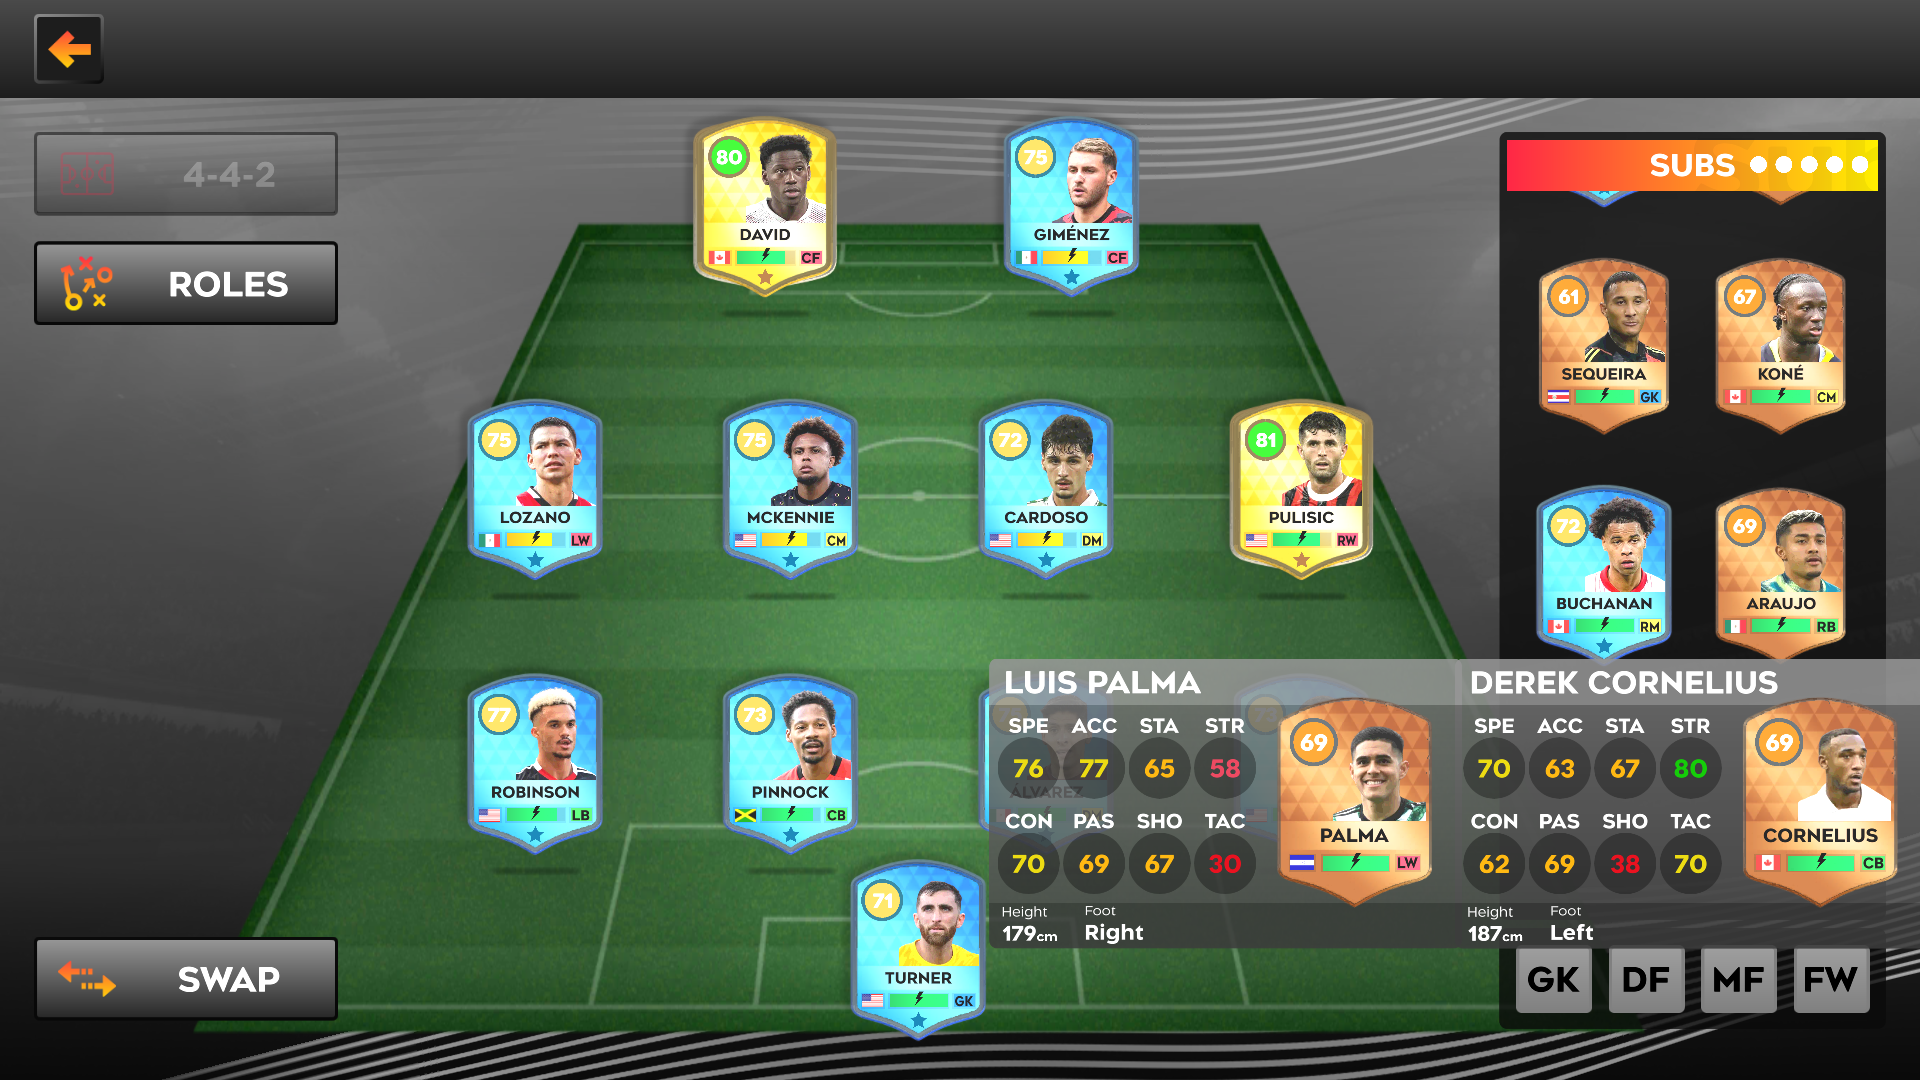 4-4-2
ROLES
SWAP
80
DAVID
CF
75
GIMÉNEZ
CF
75
LOZANO
LW
75
MCKENNIE
CM
72
CARDOSO
DM
81
PULISIC
RW
77
ROBINSON
LB
73
PINNOCK
CB
ÁLVAREZ
71
TURNER
GK
SUBS
61
SEQUEIRA
GK
67
KONÉ
CM
72
BUCHANAN
RM
69
ARAUJO
RB
LUIS PALMA
SPE ACC STA STR
76 77 65 58
CON PAS SHO TAC
70 69 67 30
Height Foot
179cm Right
69
PALMA
LW
DEREK CORNELIUS
SPE ACC STA STR
70 63 67 80
CON PAS SHO TAC
62 69 38 70
Height Foot
187cm Left
69
CORNELIUS
CB
GK DF MF FW